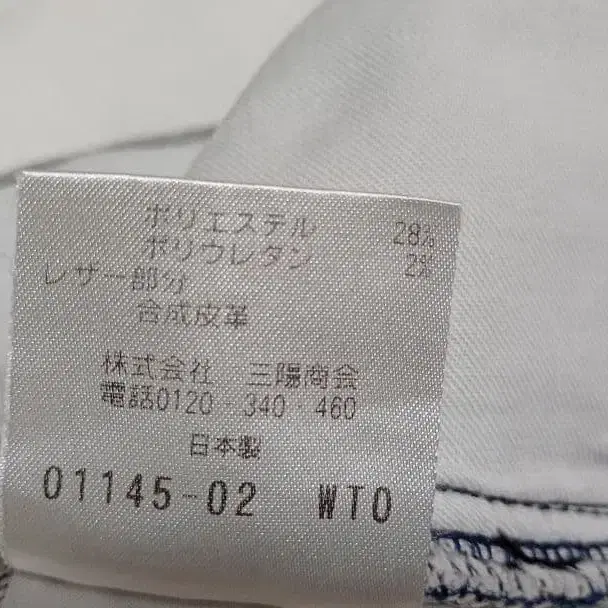 ポリエステル 28%
ポリウレタン 2%
レザー部分
合成皮革
株式会社 三陽商会
電話0120-340-460
日本製
01145-02 WTO